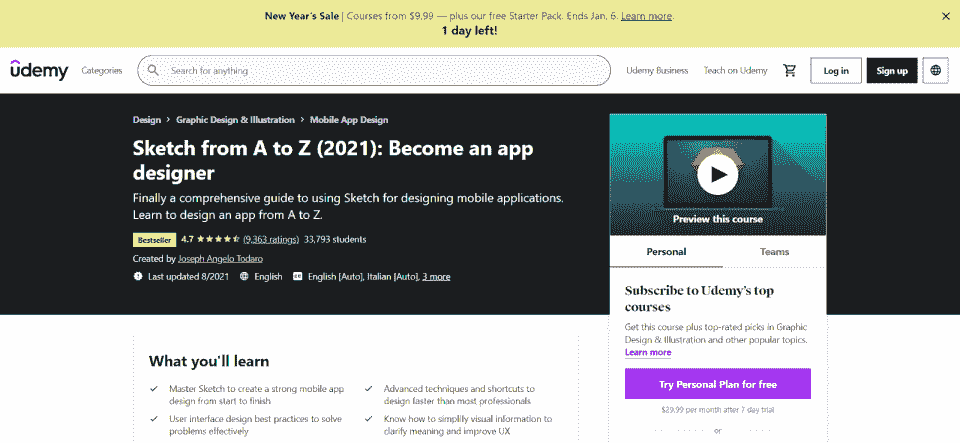 New Year's Sale | Courses from $9.99 — plus our free Starter Pack. Ends Jan. 6. Learn more.
1 day left!
udemy Categories Search for anything Udemy Business Teach on Udemy Log in Sign up
Design > Graphic Design & Illustration > Mobile App Design
Sketch from A to Z (2021): Become an app
designer
Finally a comprehensive guide to using Sketch for designing mobile applications.
Learn to design an app from A to Z.
Bestseller 4.7 (9,363 ratings) 33,793 students
Created by Joseph Angelo Todaro
Last updated 8/2021 English English [Auto], Italian [Auto], 3 more
Preview this course
Personal Teams
Subscribe to Udemy's top
courses
Get this course plus top-rated picks in Graphic
Design & Illustration and other popular topics.
Learn more
Try Personal Plan for free
$29.99 per month after 7 day trial
or
What you'll learn
Master Sketch to create a strong mobile app
design from start to finish
Advanced techniques and shortcuts to
design faster than most professionals
User interface design best practices to solve
problems effectively
Know how to simplify visual information to
clarify meaning and improve UX